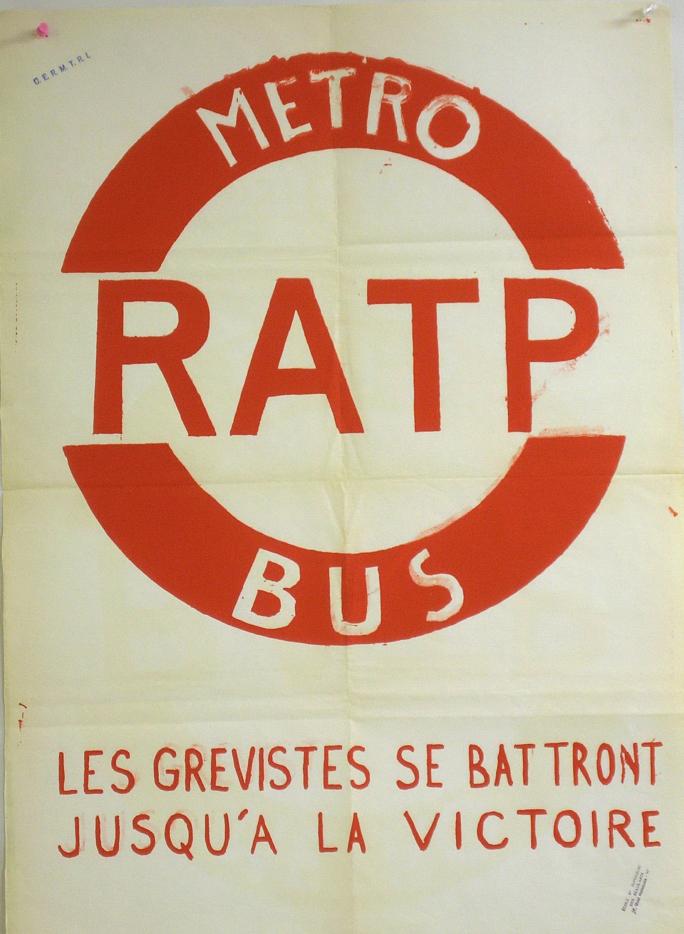 C.E.R.M.T.R.I.
METRO
RATP
BUS
LES GREVISTES SE BATTRONT
JUSQU'A LA VICTOIRE